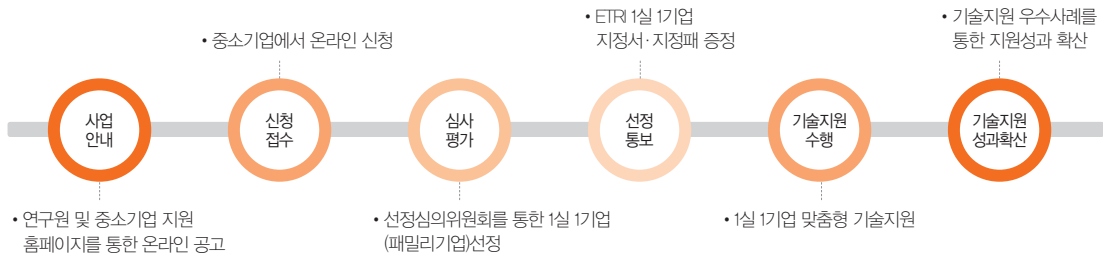 • ETRI 1실 1기업
지정서·지정패 증정
• 기술지원 우수사례를
통한 지원성과 확산
• 중소기업에서 온라인 신청
사업
안내
신청
접수
심사
평가
선정
통보
기술지원
수행
기술지원
성과확산
• 연구원 및 중소기업 지원
홈페이지를 통한 온라인 공고
• 선정심의위원회를 통한 1실 1기업
(패밀리기업)선정
• 1실 1기업 맞춤형 기술지원